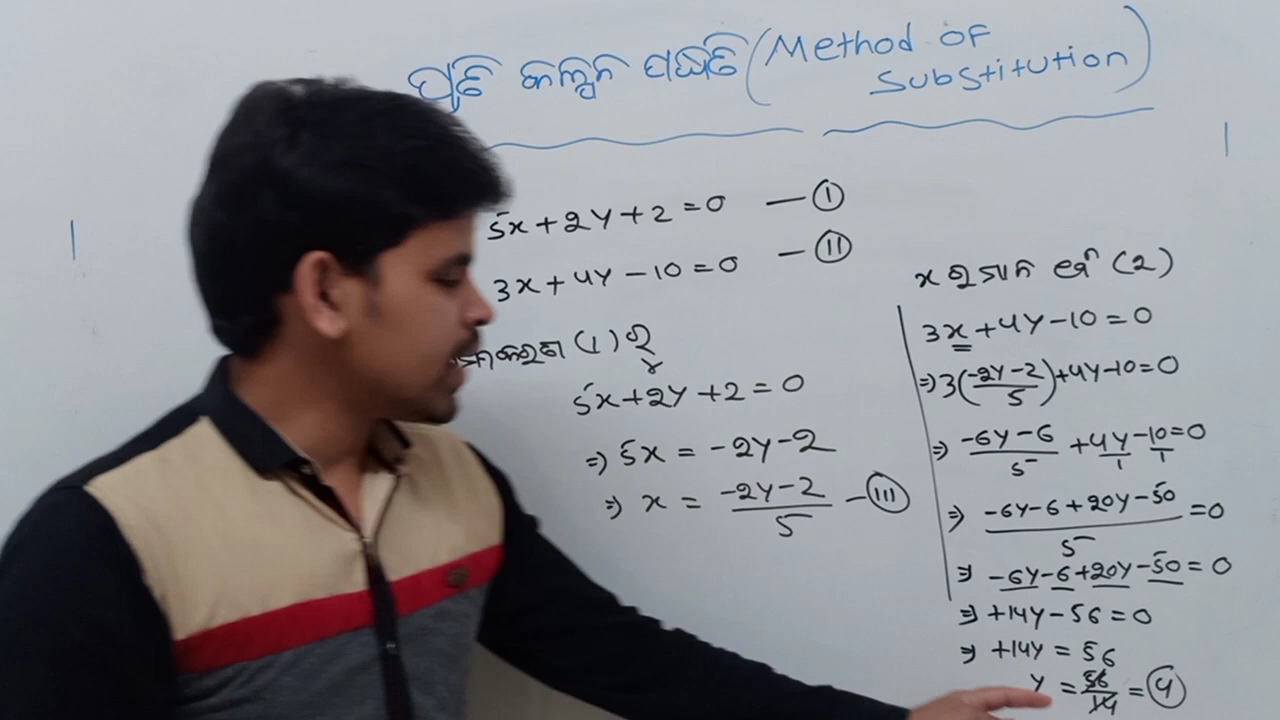 ପ୍ରତି କଳ୍ପନ ପଦ୍ଧତି (Method of
Substitution)
5x+2y+2=0 — (I)
3x+4y-10=0 — (II)
(1) ରୁ
5x+2y+2=0
⇒ 5x = -2y-2
⇒ x = (-2y-2)/5 — (III)
x ର ମାନ (2)
3x+4y-10=0
⇒ 3((-2y-2)/5)+4y-10=0
⇒ (-6y-6)/5 + 4y/1 - 10/1 = 0
⇒ (-6y-6+20y-50)/5 = 0
⇒ -6y-6+20y-50=0
⇒ +14y-56=0
⇒ +14y = 56
y = 56/14 = (4)